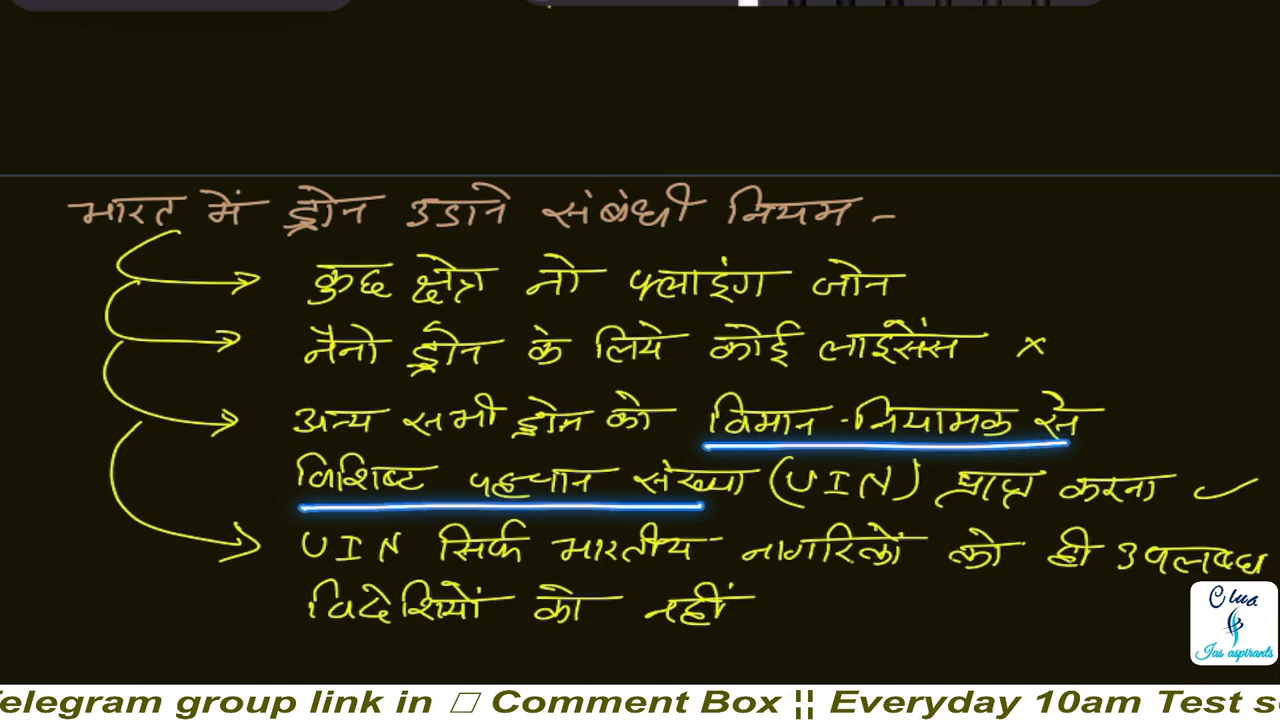 भारत में ड्रोन उडाने संबंधी नियम -
कुछ क्षेत्र नो फ्लाइंग जोन
नैनो ड्रोन के लिये कोई लाइसेंस ×
अन्य सभी ड्रोन को विमान - नियामक से
विशिष्ट पहचान संख्या (UIN) प्राप्त करना ✓
UIN सिर्फ भारतीय नागरिकों को ही उपलब्ध
विदेशियों को नहीं
Clua
Ias aspirants
elegram group link in □ Comment Box ¦¦ Everyday 10am Test s